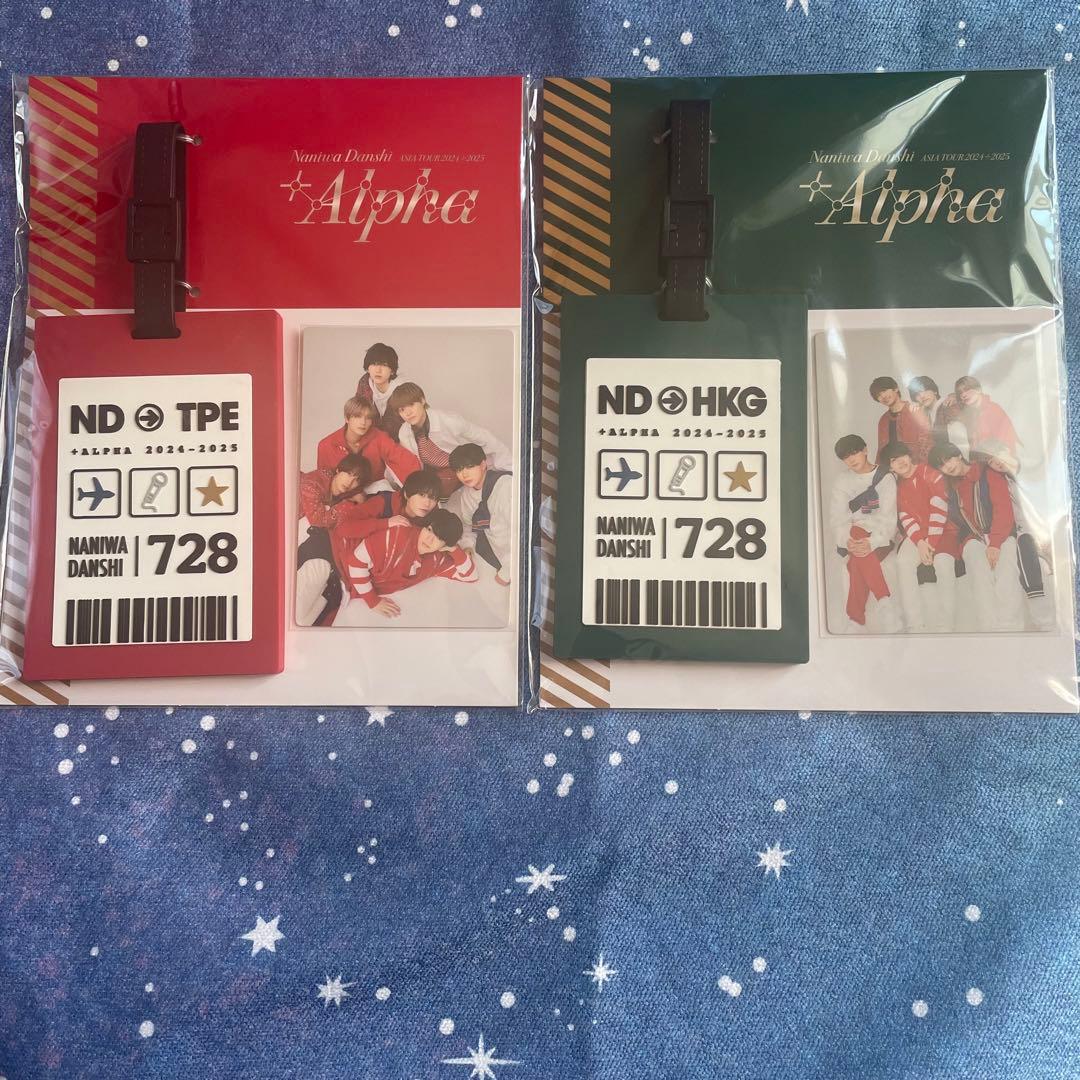 Naniwa Danshi ASIA TOUR 2024+2025
+Alpha
ND → TPE
+ALPHA 2024-2025
NANIWA
DANSHI
728
Naniwa Danshi ASIA TOUR 2024+2025
+Alpha
ND → HKG
+ALPHA 2024-2025
NANIWA
DANSHI
728